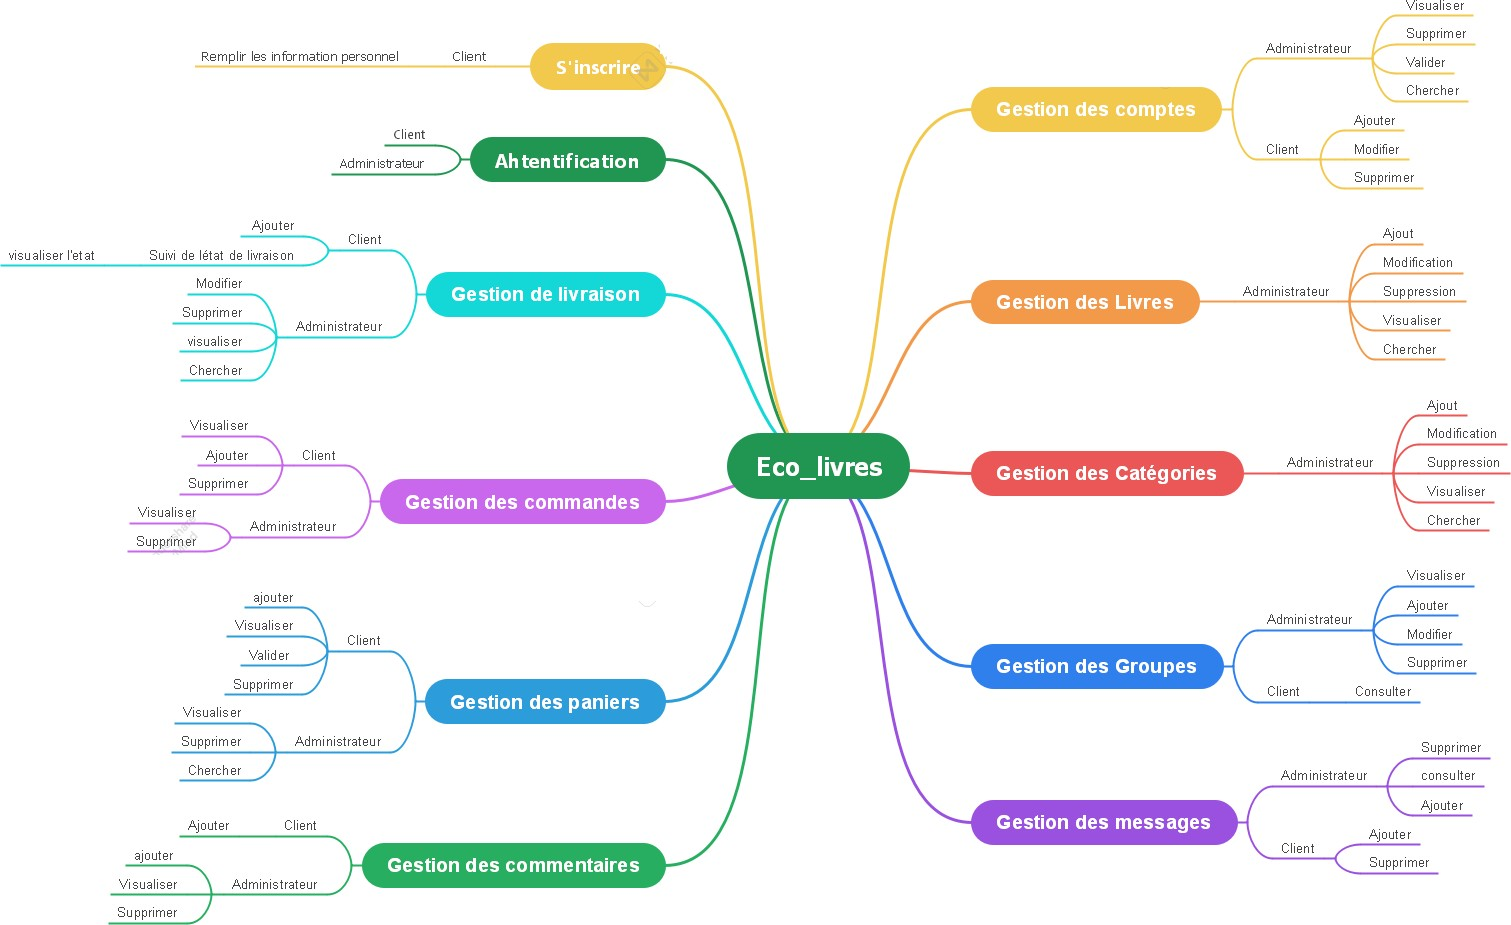 Eco_livres
S'inscrire
Client
Remplir les information personnel
Ahtentification
Client
Administrateur
Gestion de livraison
Client
Ajouter
Suivi de létat de livraison
visualiser l'etat
Administrateur
Modifier
Supprimer
visualiser
Chercher
Gestion des commandes
Client
Visualiser
Ajouter
Supprimer
Administrateur
Visualiser
Supprimer
Gestion des paniers
Client
ajouter
Visualiser
Valider
Supprimer
Administrateur
Visualiser
Supprimer
Chercher
Gestion des commentaires
Client
Ajouter
Administrateur
ajouter
Visualiser
Supprimer
Gestion des comptes
Administrateur
Visualiser
Supprimer
Valider
Chercher
Client
Ajouter
Modifier
Supprimer
Gestion des Livres
Administrateur
Ajout
Modification
Suppression
Visualiser
Chercher
Gestion des Catégories
Administrateur
Ajout
Modification
Suppression
Visualiser
Chercher
Gestion des Groupes
Administrateur
Visualiser
Ajouter
Modifier
Supprimer
Client
Consulter
Gestion des messages
Administrateur
Supprimer
consulter
Ajouter
Client
Ajouter
Supprimer